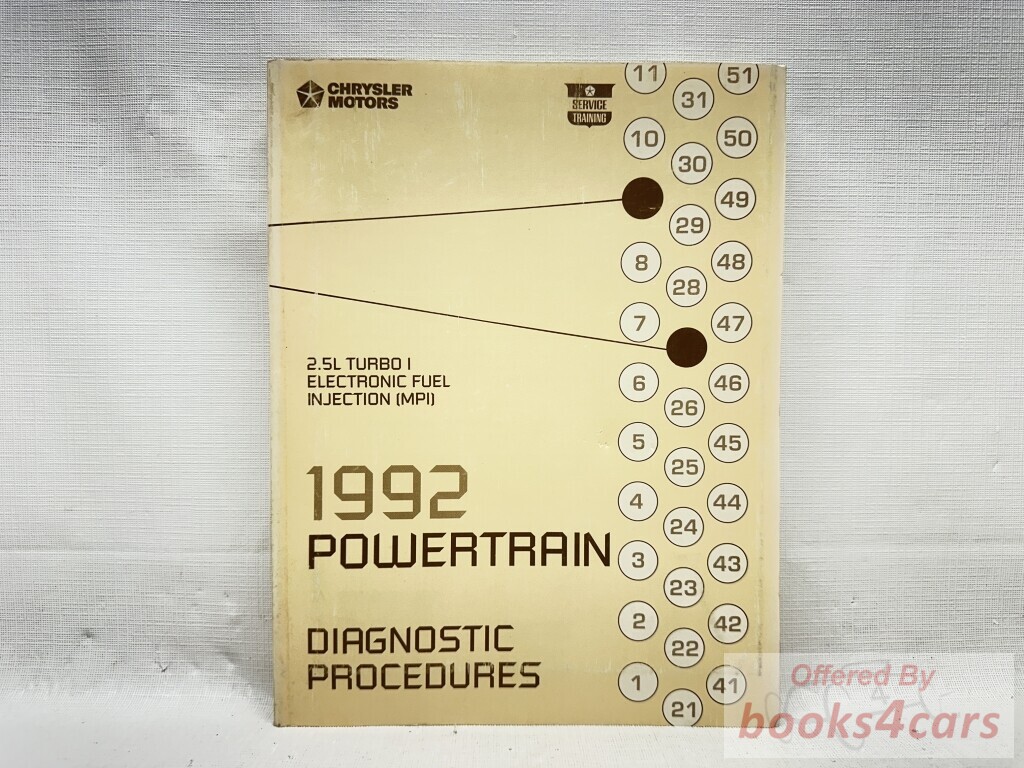 CHRYSLER
MOTORS
SERVICE
TRAINING
2.5L TURBO I
ELECTRONIC FUEL
INJECTION (MPI)
1992
POWERTRAIN
DIAGNOSTIC
PROCEDURES
11
51
31
10
50
30
49
29
8
48
28
7
47
6
46
26
5
45
25
4
44
24
3
43
23
2
42
22
1
41
21
Offered By
books4cars